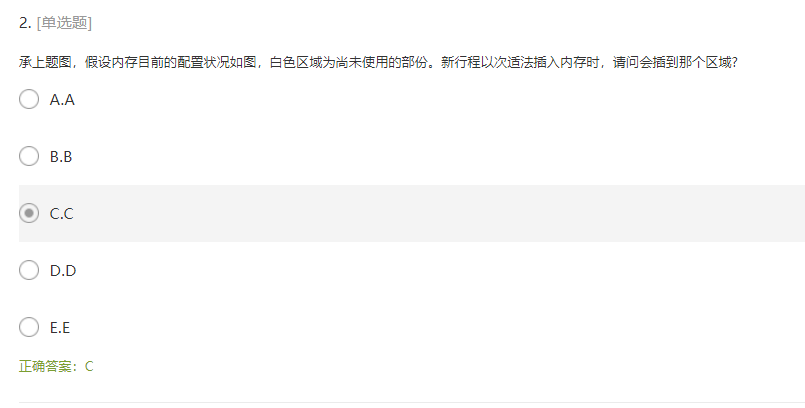 2. [单选题]
承上题图，假设内存目前的配置状况如图，白色区域为尚未使用的部份。新行程以次适法插入内存时，请问会插到那个区域?
A.A
B.B
C.C
D.D
E.E
正确答案：C